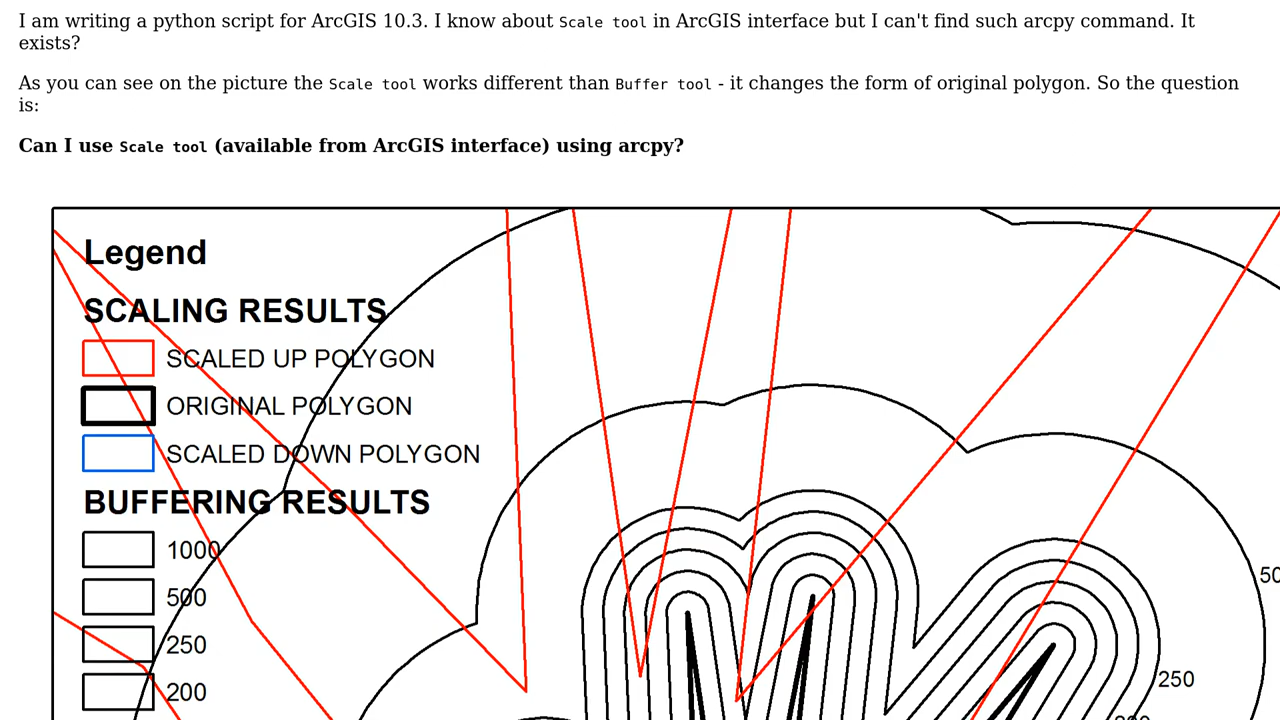 I am writing a python script for ArcGIS 10.3. I know about Scale tool in ArcGIS interface but I can't find such arcpy command. It
exists?
As you can see on the picture the Scale tool works different than Buffer tool - it changes the form of original polygon. So the question
is:
Can I use Scale tool (available from ArcGIS interface) using arcpy?
Legend
SCALING RESULTS
SCALED UP POLYGON
ORIGINAL POLYGON
SCALED DOWN POLYGON
BUFFERING RESULTS
1000
500
250
200
250